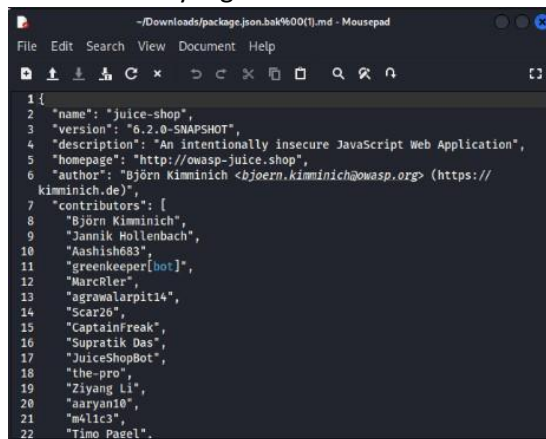 ~/Downloads/package.json.bak%00(1).md - Mousepad
File Edit Search View Document Help
1 {
2 "name": "juice-shop",
3 "version": "6.2.0-SNAPSHOT",
4 "description": "An intentionally insecure JavaScript Web Application",
5 "homepage": "http://owasp-juice.shop",
6 "author": "Björn Kimminich <bjoern.kimminich@owasp.org> (https://
kimminich.de)",
7 "contributors": [
8 "Björn Kimminich",
9 "Jannik Hollenbach",
10 "Aashish683",
11 "greenkeeper[bot]",
12 "MarcRler",
13 "agrawalarpit14",
14 "Scar26",
15 "CaptainFreak",
16 "Supratik Das",
17 "JuiceShopBot",
18 "the-pro",
19 "Ziyang Li",
20 "aaryan10",
21 "m4l1c3",
22 "Timo Pagel",